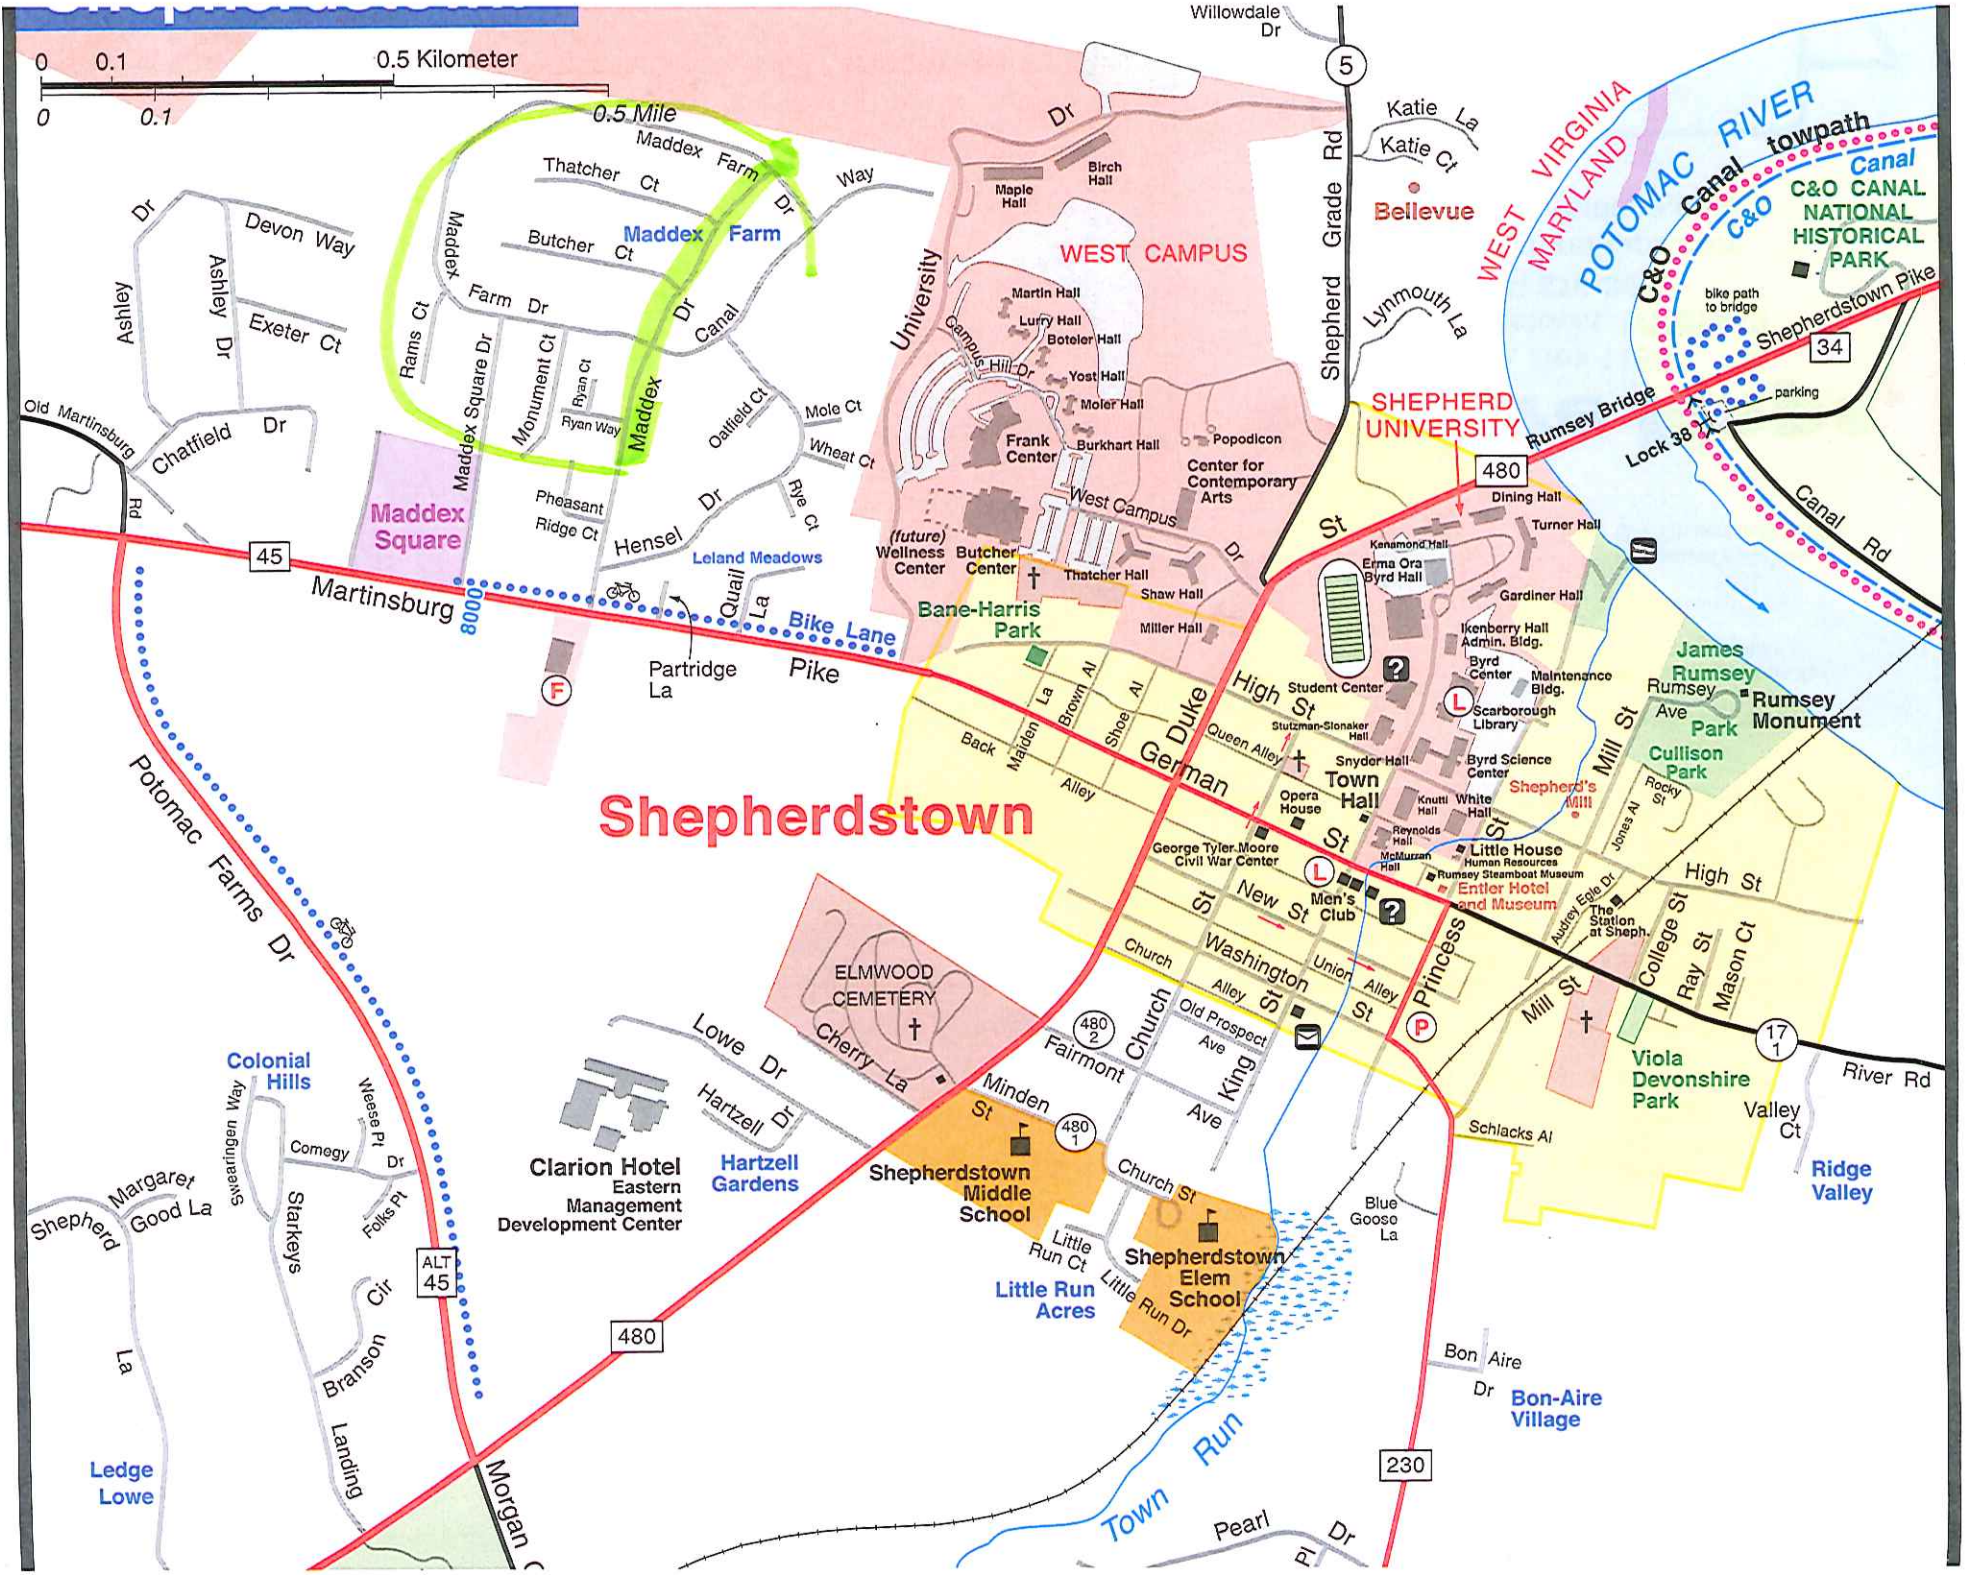 0 0.1 0.5 Kilometer
0 0.1 0.5 Mile
Willowdale
Dr
5
Katie La
Katie Ct
Bellevue
Shepherd Grade Rd
Lynmouth La
WEST VIRGINIA
MARYLAND
POTOMAC RIVER
C&O Canal towpath
C&O Canal
C&O CANAL
NATIONAL
HISTORICAL
PARK
bike path
to bridge
Shepherdstown Pike
34
parking
Rumsey Bridge
Lock 38
Canal Rd
480
Maddex Farm Dr
Thatcher Ct
Butcher Ct
Maddex Farm
Maddex Farm Dr
Rams Ct
Maddex Square Dr
Monument Ct
Ryan Ct
Ryan Way
Maddex Dr
Canal Way
Devon Way
Ashley Dr
Ashley Dr
Exeter Ct
Chatfield Dr
Old Martinsburg Rd
Maddex
Square
Pheasant
Ridge Ct
Hensel Dr
Oatfield Ct
Mole Ct
Wheat Ct
Rye Ct
Leland Meadows
Quail La
Bike Lane
8000
45
Martinsburg Pike
Partridge
La
F
University Dr
Maple
Hall
Birch
Hall
WEST CAMPUS
Martin Hall
Lurry Hall
Boteler Hall
Yost Hall
Moler Hall
Burkhart Hall
Campus Hill Dr
Frank
Center
Popodicon
Center for
Contemporary
Arts
West Campus Dr
(future)
Wellness
Center
Butcher
Center
Thatcher Hall
Shaw Hall
Miller Hall
Bane-Harris
Park
SHEPHERD
UNIVERSITY
Dining Hall
Turner Hall
Kenamond Hall
Erma Ora
Byrd Hall
Gardiner Hall
Ikenberry Hall
Admin. Bldg.
Byrd
Center
Maintenance
Bldg.
L
Scarborough
Library
Student Center
?
Stutzman-Slonaker
Hall
Snyder Hall
Byrd Science
Center
Town
Hall
Knutti
Hall
White
Hall
Reynolds
Hall
McMurran
Hall
Shepherd's
Mill
Little House
Human Resources
Rumsey Steamboat Museum
Entler Hotel
and Museum
Opera
House
George Tyler Moore
Civil War Center
L
Men's
Club
?
Duke St
High St
Queen Alley
German St
Back Alley
Maiden La
Brown Al
Shoe Al
New St
Washington St
Union Alley
Church Alley
Church St
King St
Princess St
P
Mill St
James
Rumsey
Park
Rumsey
Ave
Rumsey
Monument
Cullison
Park
Rocky
St
Jones Al
High St
Audrey Egle Dr
The
Station
at Sheph.
College St
Ray St
Mason Ct
Mill St
Viola
Devonshire
Park
17
1
River Rd
Valley
Ct
Ridge
Valley
Schlacks Al
Shepherdstown
ELMWOOD
CEMETERY
Cherry La
480
2
Fairmont Ave
Old Prospect
Ave
Minden St
480
1
Lowe Dr
Hartzell Dr
Hartzell
Gardens
Clarion Hotel
Eastern
Management
Development Center
Shepherdstown
Middle
School
Church St
Little
Run Ct
Little Run Dr
Little Run
Acres
Shepherdstown
Elem
School
Blue
Goose
La
Bon Aire
Dr
Bon-Aire
Village
230
Town Run
Pearl Dr
Pl
480
Potomac Farms Dr
ALT
45
Colonial
Hills
Swearingen Way
Weese Pt
Comegy Dr
Folks Pt
Starkeys Landing
Branson Cir
Margaret
Good La
Shepherd La
Ledge
Lowe
Morgan